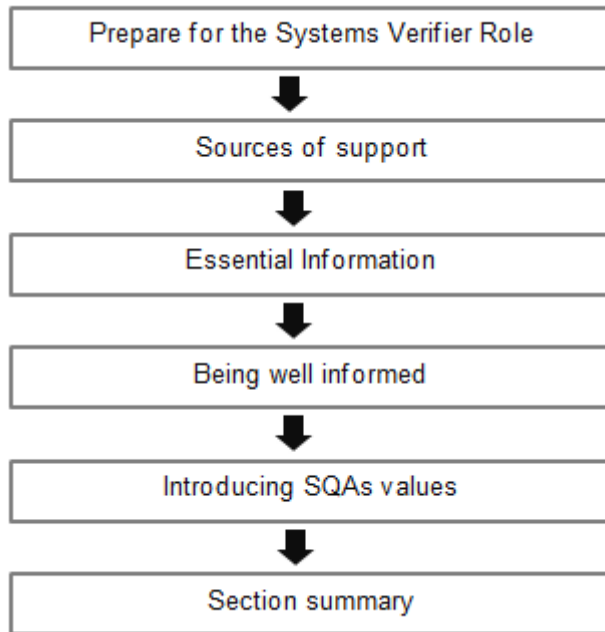 Prepare for the Systems Verifier Role
Sources of support
Essential Information
Being well informed
Introducing SQAs values
Section summary